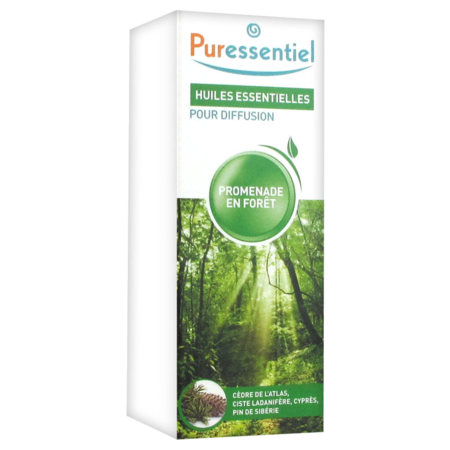 Puressentiel
HUILES ESSENTIELLES
POUR DIFFUSION
PROMENADE
EN FORÊT
CÈDRE DE L'ATLAS,
CISTE LADANIFÈRE, CYPRÈS,
PIN DE SIBÉRIE